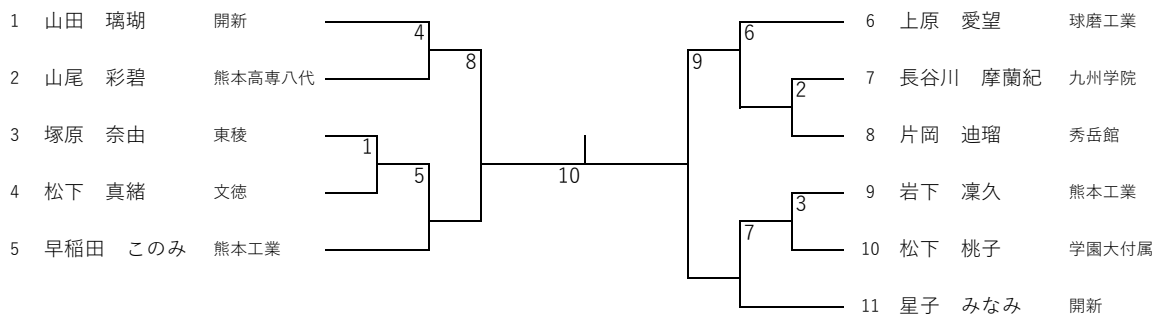 1 山田 璃瑚 開新
2 山尾 彩碧 熊本高専八代
3 塚原 奈由 東稜
4 松下 真緒 文徳
5 早稲田 このみ 熊本工業
4
8
1
5
10
9
6
2
3
7
6 上原 愛望 球磨工業
7 長谷川 摩蘭紀 九州学院
8 片岡 迪瑠 秀岳館
9 岩下 凜久 熊本工業
10 松下 桃子 学園大付属
11 星子 みなみ 開新